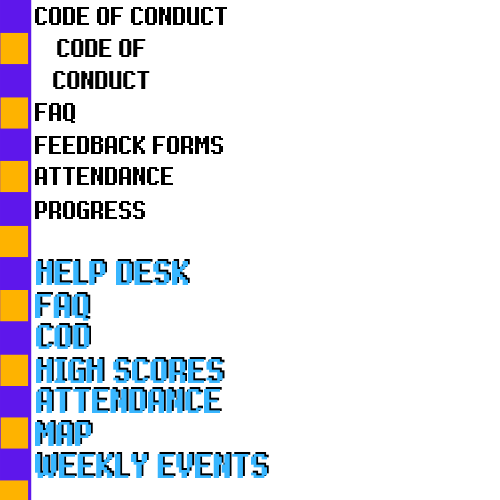 CODE OF CONDUCT
CODE OF
CONDUCT
FAQ
FEEDBACK FORMS
ATTENDANCE
PROGRESS
HELP DESK
FAQ
COD
HIGH SCORES
ATTENDANCE
MAP
WEEKLY EVENTS